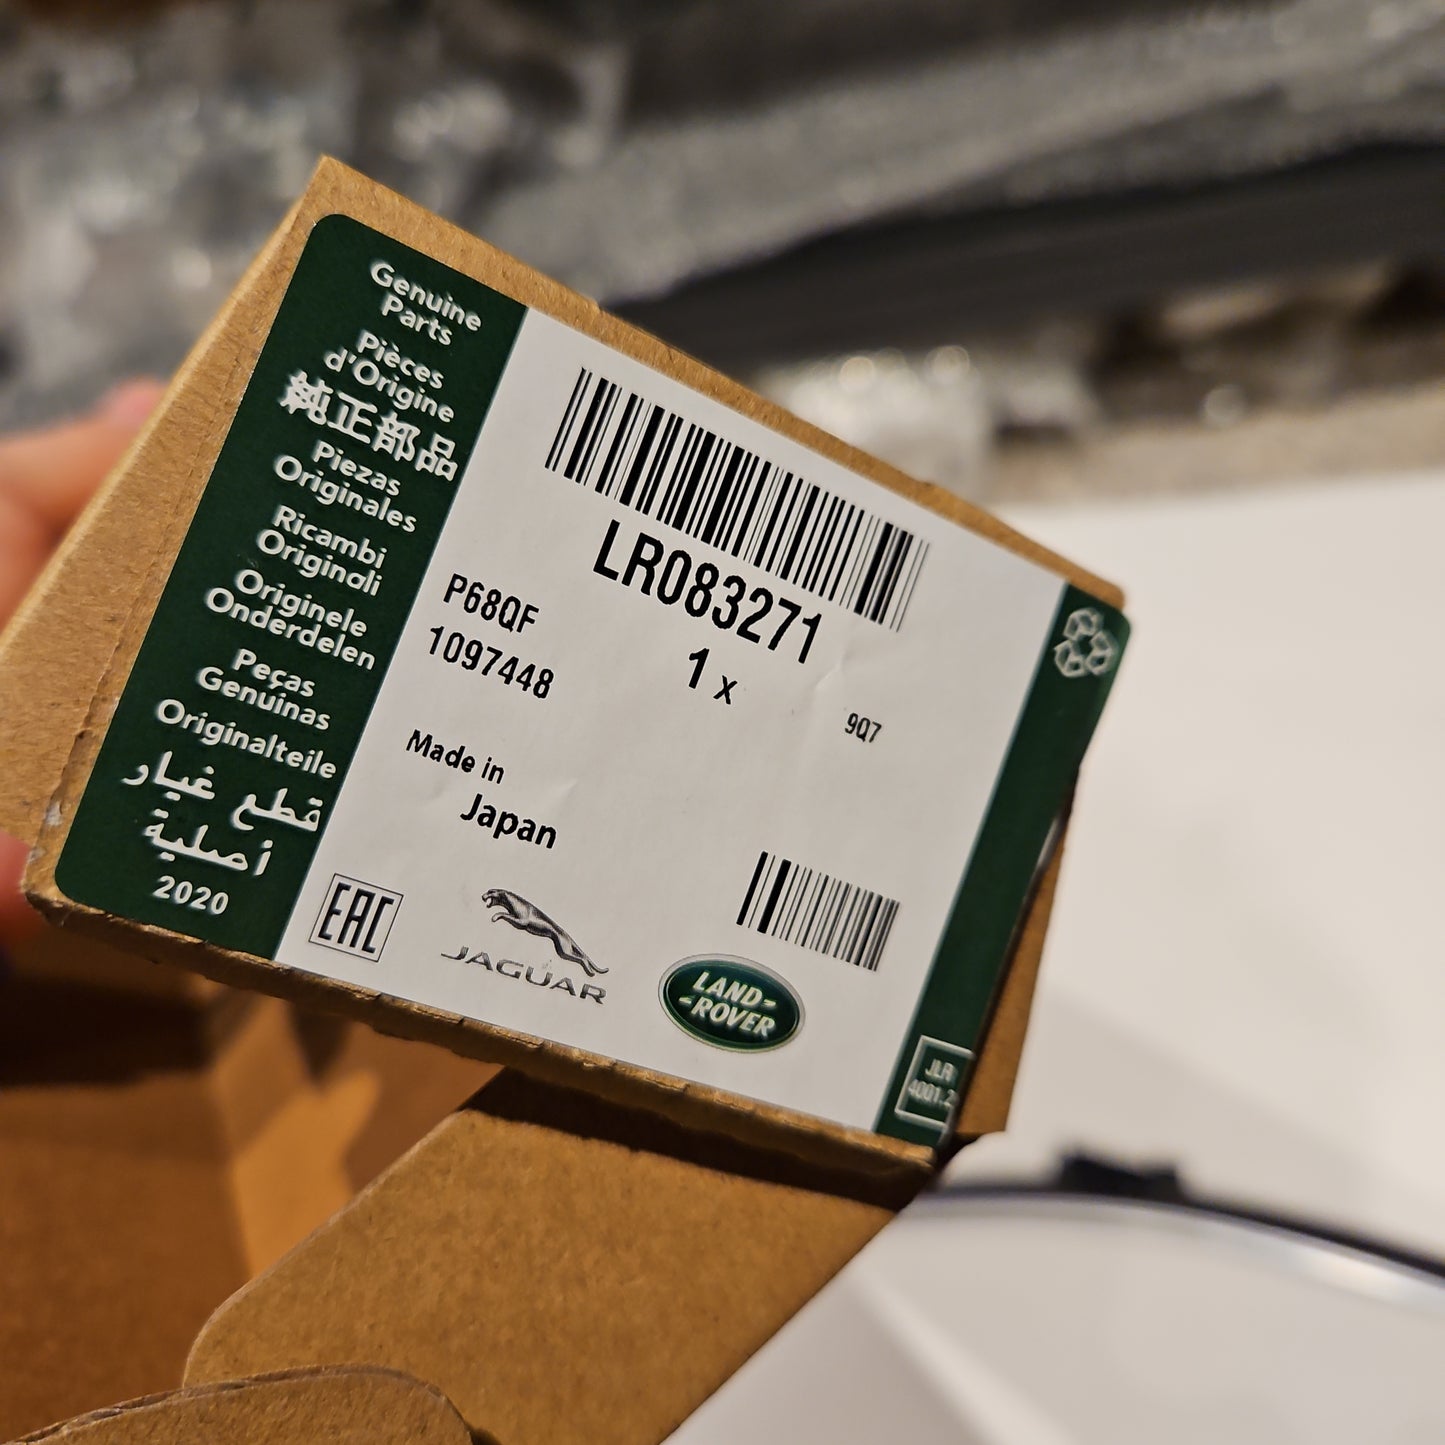 Genuine
Parts
Pièces
d'Origine
純正部品
Piezas
Originales
Ricambi
Originali
Originele
Onderdelen
Peças
Genuinas
Originalteile
قطع غيار
أصلية
2020
LR083271
P68QF
1 x
1097448
9Q7
Made in
Japan
EAC
JAGUAR
LAND-
-ROVER
JLR
4001.2